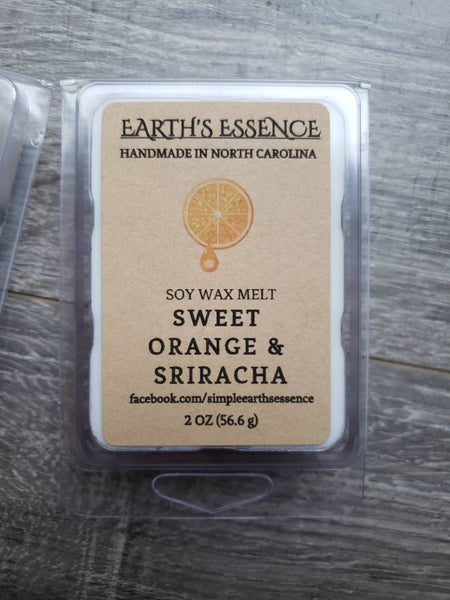 EARTH'S ESSENCE
HANDMADE IN NORTH CAROLINA
SOY WAX MELT
SWEET
ORANGE &
SRIRACHA
facebook.com/simpleearthsessence
2 OZ (56.6 g)